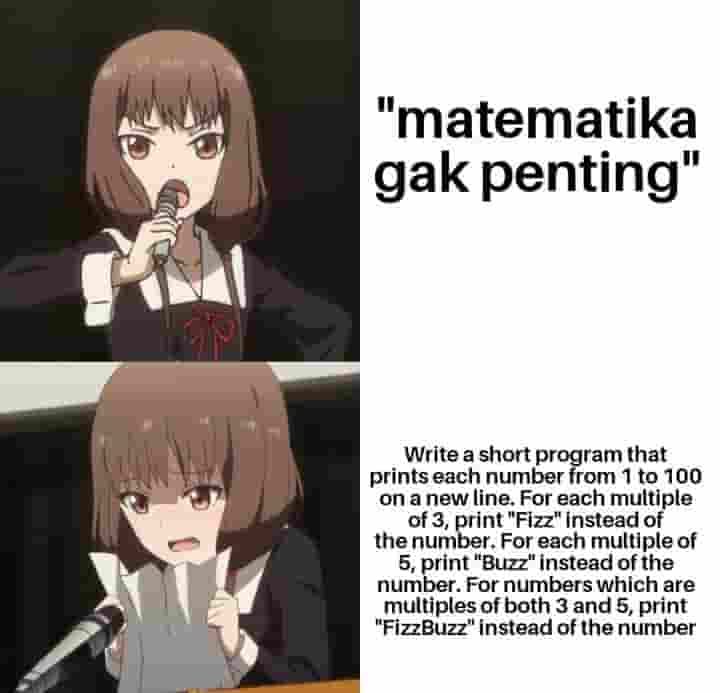 "matematika
gak penting"
Write a short program that
prints each number from 1 to 100
on a new line. For each multiple
of 3, print "Fizz" instead of
the number. For each multiple of
5, print "Buzz" instead of the
number. For numbers which are
multiples of both 3 and 5, print
"FizzBuzz" instead of the number